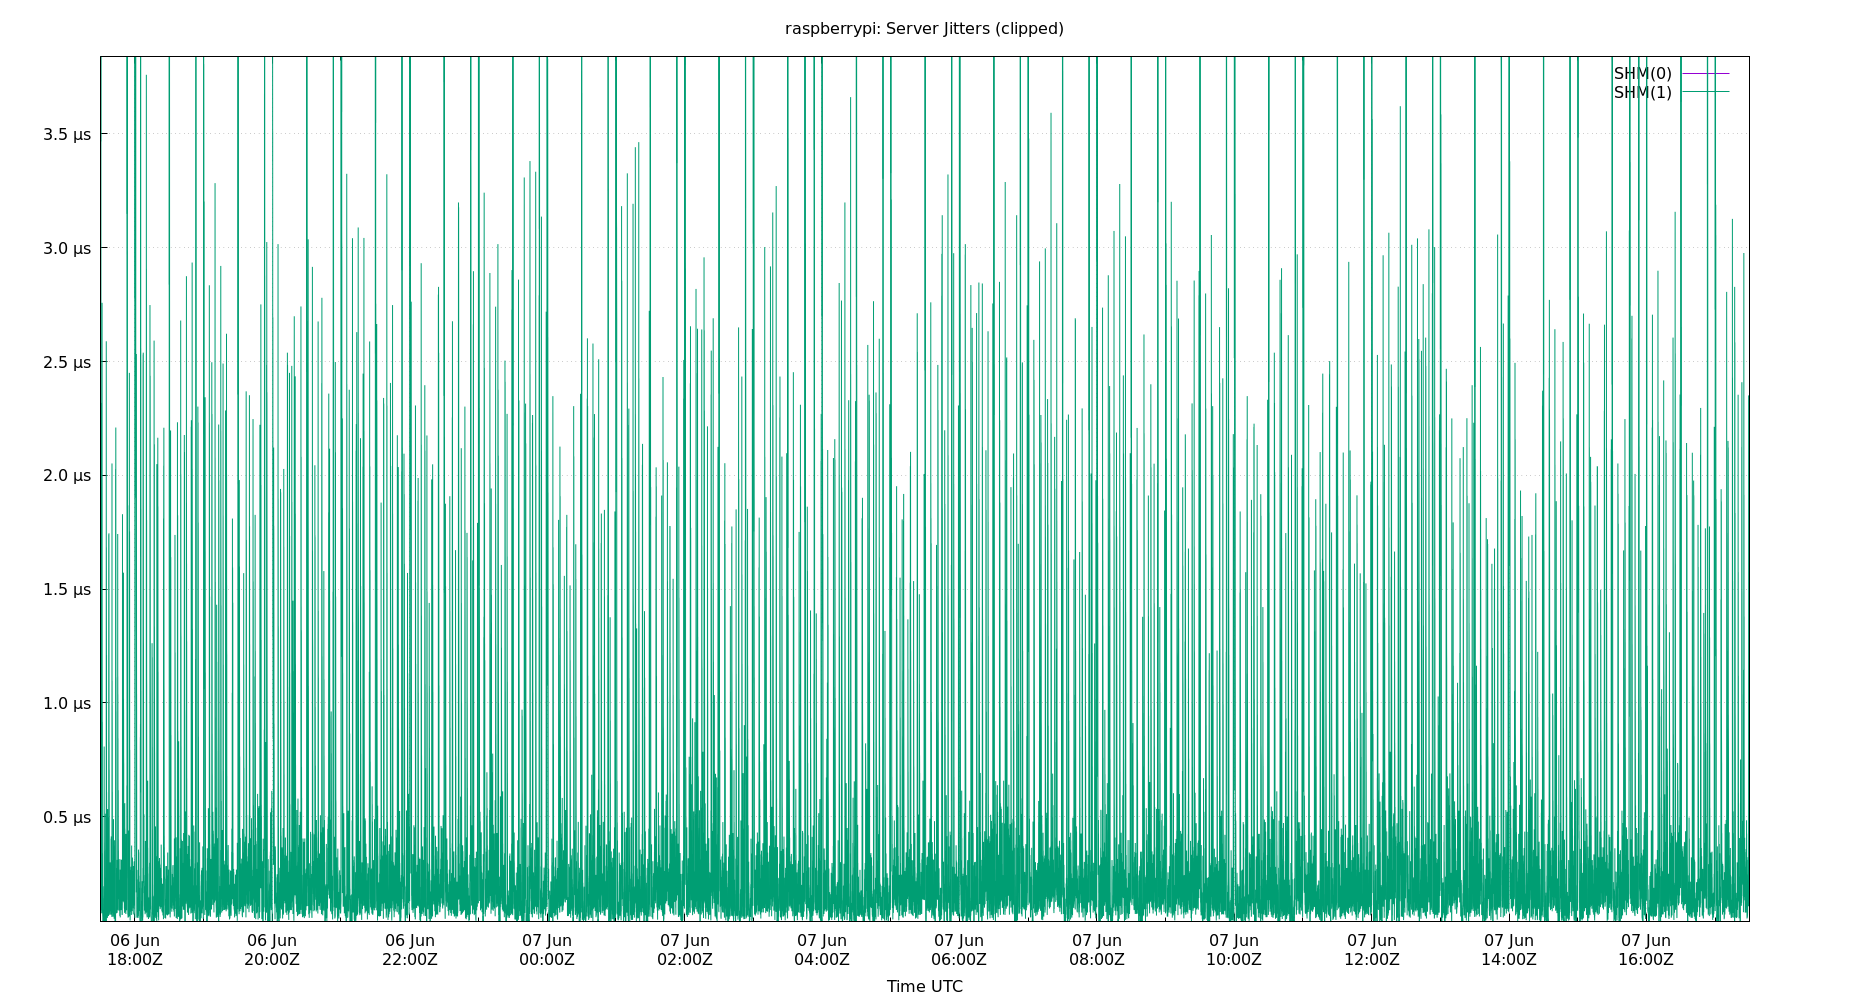 raspberrypi: Server Jitters (clipped)
SHM(0)
SHM(1)
3.5 µs
3.0 µs
2.5 µs
2.0 µs
1.5 µs
1.0 µs
0.5 µs
06 Jun 06 Jun 06 Jun 07 Jun 07 Jun 07 Jun 07 Jun 07 Jun 07 Jun 07 Jun 07 Jun 07 Jun
18:00Z 20:00Z 22:00Z 00:00Z 02:00Z 04:00Z 06:00Z 08:00Z 10:00Z 12:00Z 14:00Z 16:00Z
Time UTC